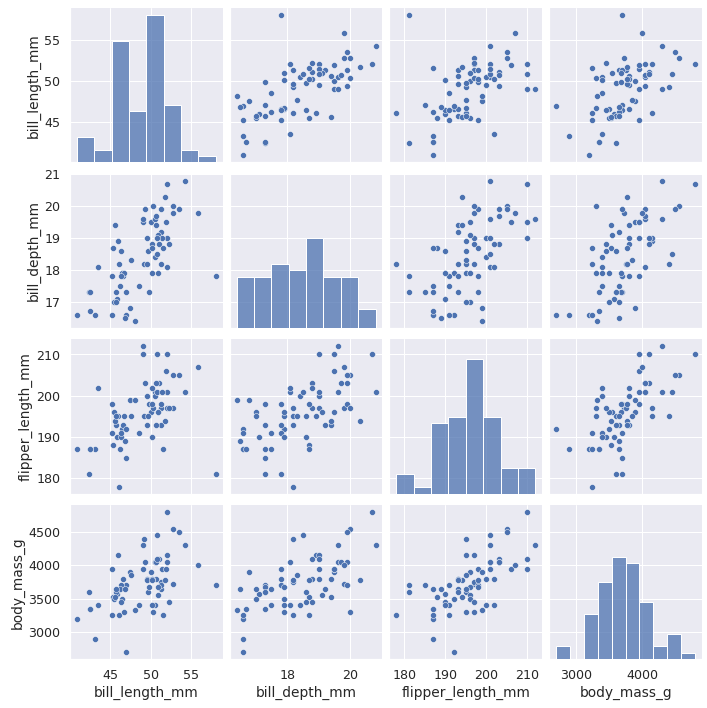 55
50
45
bill_length_mm
21
20
19
18
17
bill_depth_mm
210
200
190
180
flipper_length_mm
4500
4000
3500
3000
body_mass_g
45 50 55
bill_length_mm
18 20
bill_depth_mm
180 190 200 210
flipper_length_mm
3000 4000
body_mass_g